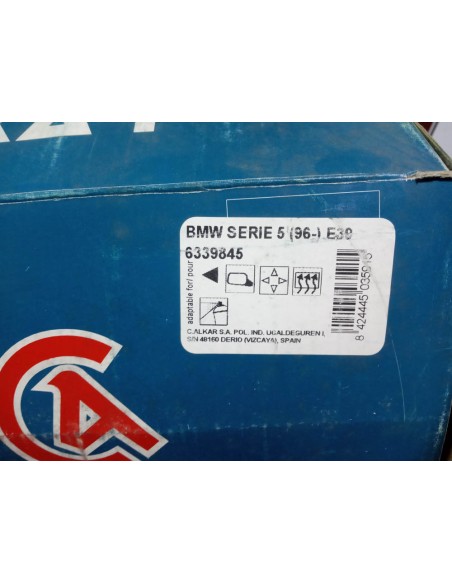 BMW SERIE 5 (96-) E39
6339845
adaptable for/ pour
C.ALKAR S.A. POL. IND. UGALDEGUREN I,
S/N 48160 DERIO (VIZCAYA), SPAIN